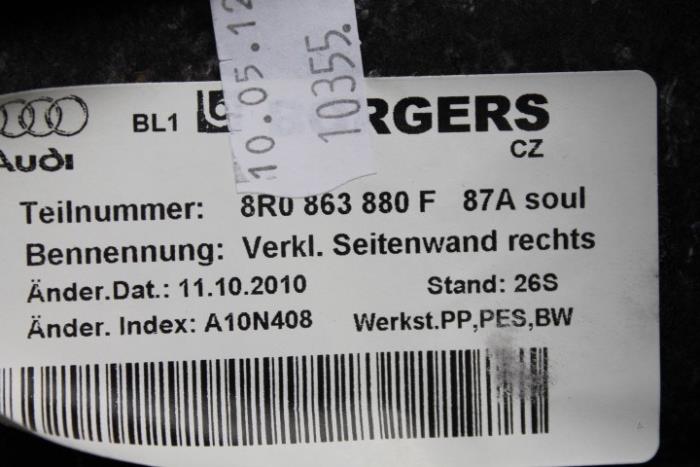 10.05.12
10355.
Audi
BL1
RGERS
CZ
Teilnummer: 8R0 863 880 F 87A soul
Bennennung: Verkl. Seitenwand rechts
Änder.Dat.: 11.10.2010 Stand: 26S
Änder. Index: A10N408 Werkst.PP,PES,BW